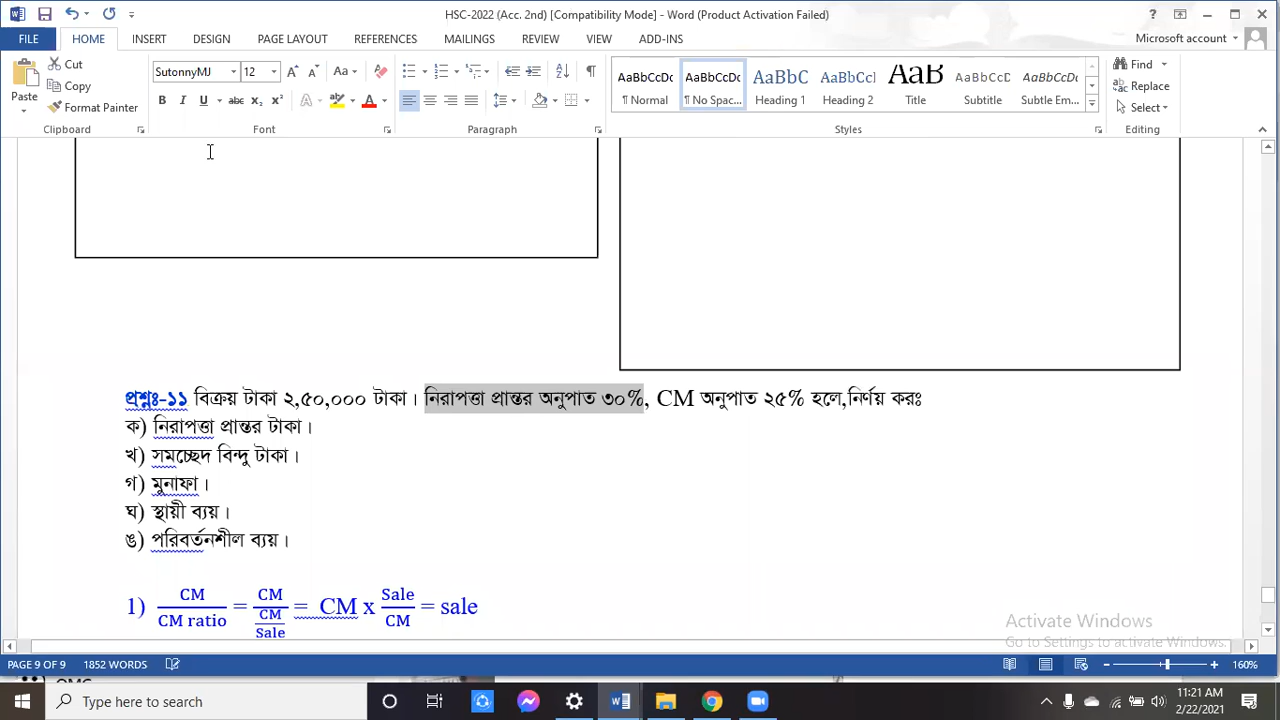 HSC-2022 (Acc. 2nd) [Compatibility Mode] - Word (Product Activation Failed)
FILE HOME INSERT DESIGN PAGE LAYOUT REFERENCES MAILINGS REVIEW VIEW ADD-INS Microsoft account
Paste Cut Copy Format Painter
SutonnyMJ 12 Aa
B I U abc x₂ x² A ab A
AaBbCcDc AaBbCcDc AaBbC AaBbCcI AaB AaBbCcD AaBbCcDc
¶ Normal ¶ No Spac... Heading Heading 2 Title Subtitle Subtle Em...
Find Replace Select
Clipboard Font Paragraph Styles Editing
প্রশ্নঃ-১১ বিক্রয় টাকা ২,৫০,০০০ টাকা। নিরাপত্তা প্রান্তর অনুপাত ৩০%, CM অনুপাত ২৫% হলে,নির্ণয় করঃ
ক) নিরাপত্তা প্রান্তর টাকা।
খ) সমচ্ছেদ বিন্দু টাকা।
গ) মুনাফা।
ঘ) স্থায়ী ব্যয়।
ঙ) পরিবর্তনশীল ব্যয়।
1) CM / CM ratio = CM / (CM / Sale) = CM x Sale / CM = sale
Activate Windows
Go to Settings to activate Windows.
PAGE 9 OF 9 1852 WORDS 160%
Type here to search
11:21 AM
2/22/2021